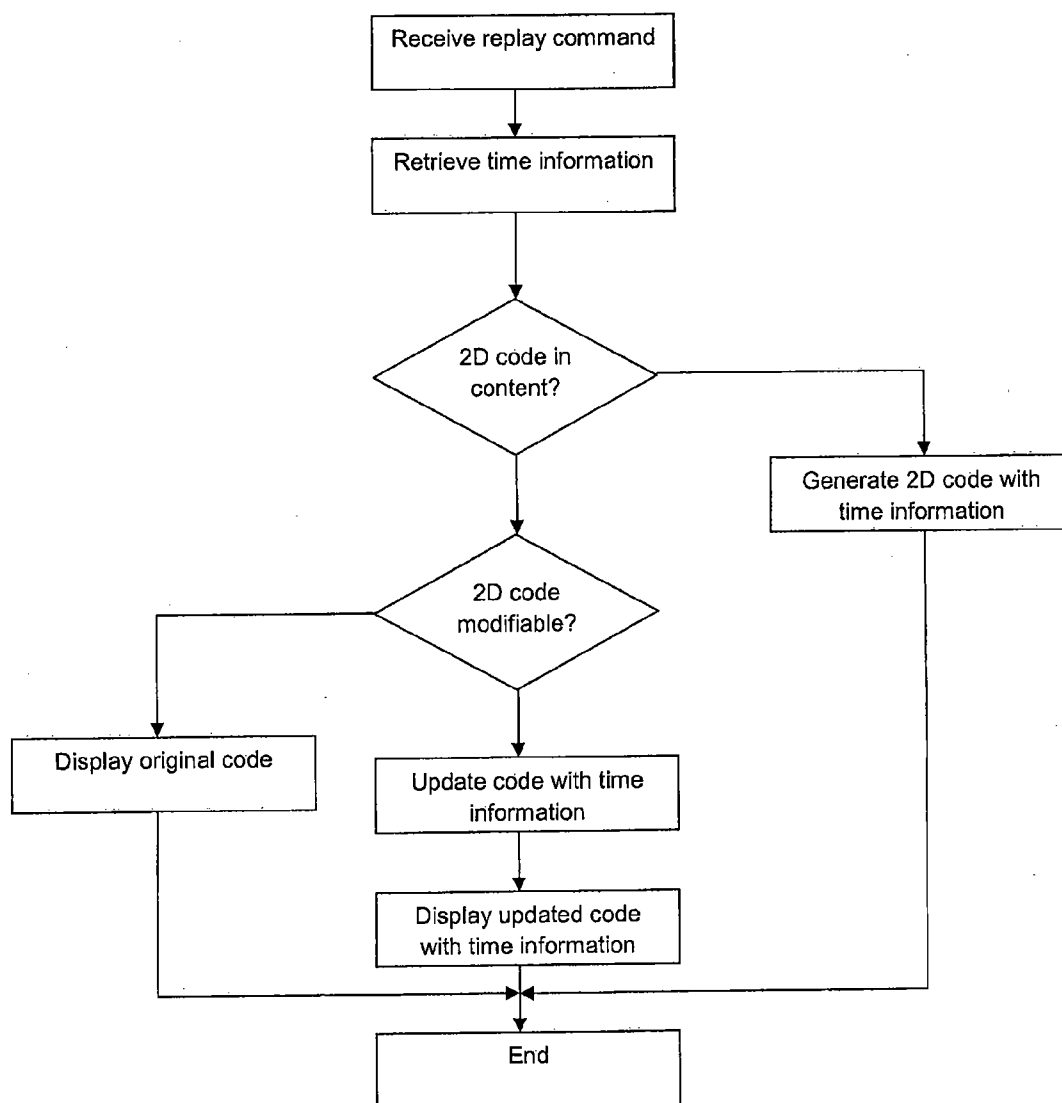 Receive replay command
Retrieve time information
2D code in
content?
Generate 2D code with
time information
2D code
modifiable?
Display original code
Update code with time
information
Display updated code
with time information
End